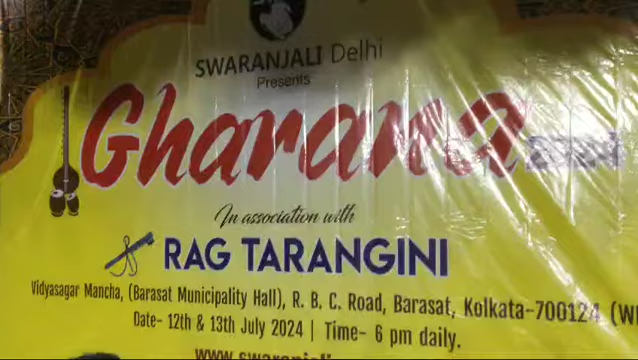 SWARANJALI Delhi
Presents
Gharana
In association with
RAG TARANGINI
Vidyasagar Mancha, (Barasat Municipality Hall), R. B. C. Road, Barasat, Kolkata-700124
Date- 12th & 13th July 2024 | Time- 6 pm daily.